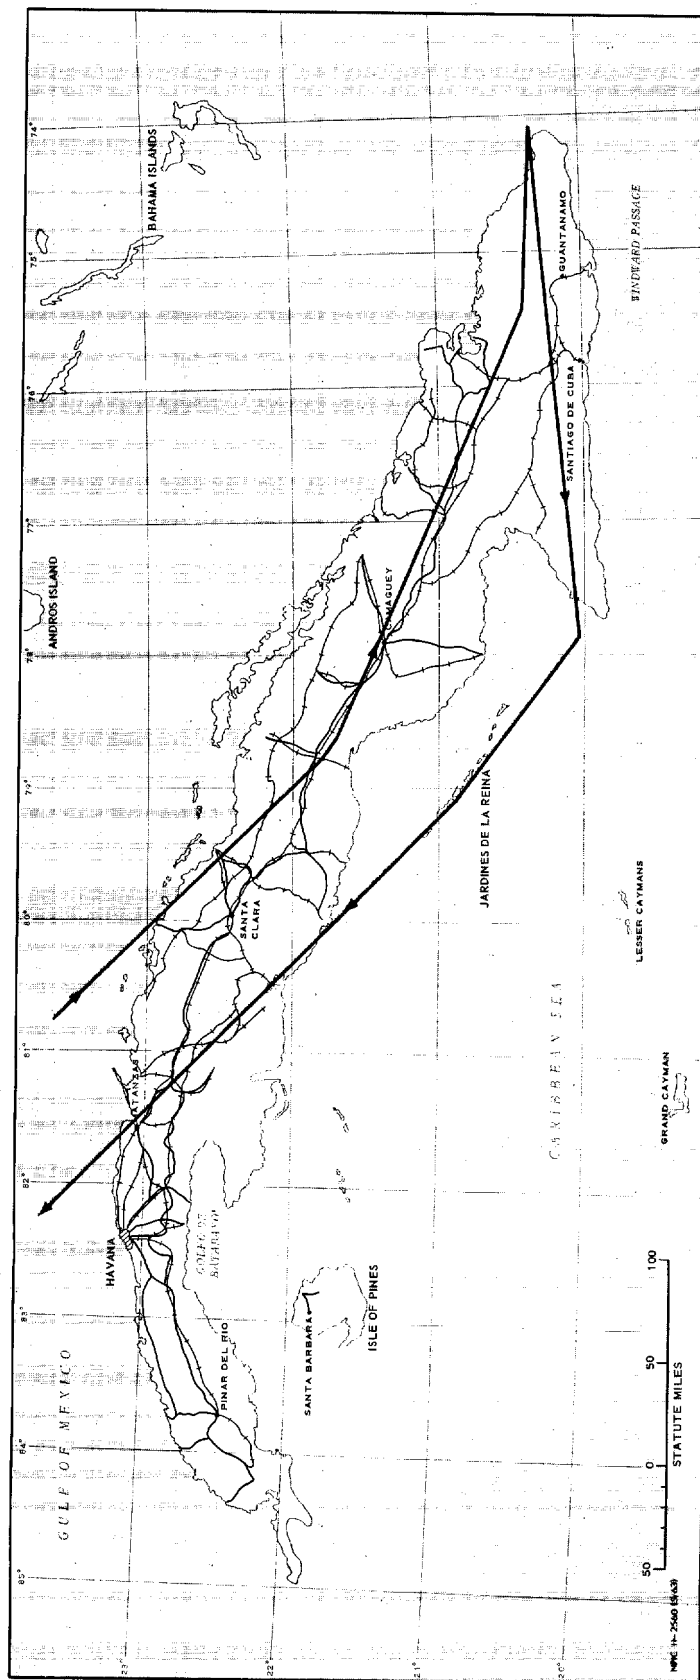 74°
75°
76°
77°
78°
79°
80°
81°
82°
83°
84°
85°
BAHAMA ISLANDS
ANDROS ISLAND
GULF OF MEXICO
HAVANA
MATANZAS
SANTA
CLARA
CAMAGUEY
GUANTANAMO
SANTIAGO DE CUBA
WINDWARD PASSAGE
PINAR DEL RIO
GOLFO DE
BATABANO
SANTA BARBARA
ISLE OF PINES
JARDINES DE LA REINA
CARIBBEAN SEA
LESSER CAYMANS
GRAND CAYMAN
23°
22°
21°
20°
50 0 50 100
STATUTE MILES
NPIC H-2560